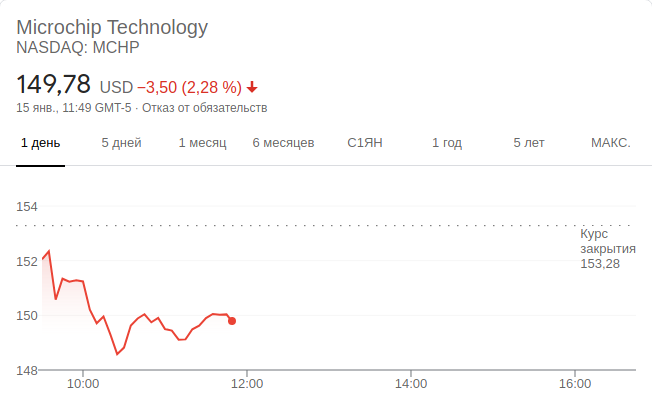 Microchip Technology
NASDAQ: MCHP
149,78 USD −3,50 (2,28 %)
15 янв., 11:49 GMT-5 · Отказ от обязательств
1 день 5 дней 1 месяц 6 месяцев С1ЯН 1 год 5 лет МАКС.
154
Курс
закрытия
152
153,28
150
148
10:00 12:00 14:00 16:00